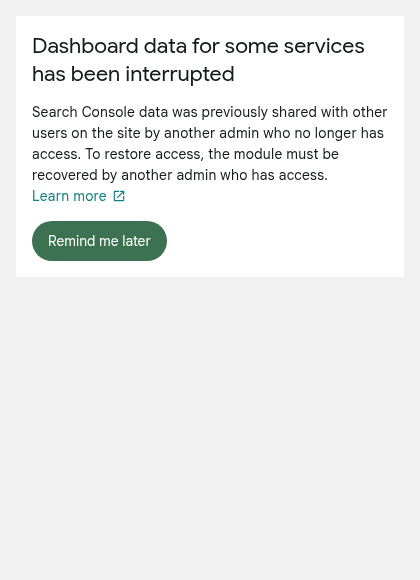 Dashboard data for some services
has been interrupted
Search Console data was previously shared with other
users on the site by another admin who no longer has
access. To restore access, the module must be
recovered by another admin who has access.
Learn more
Remind me later